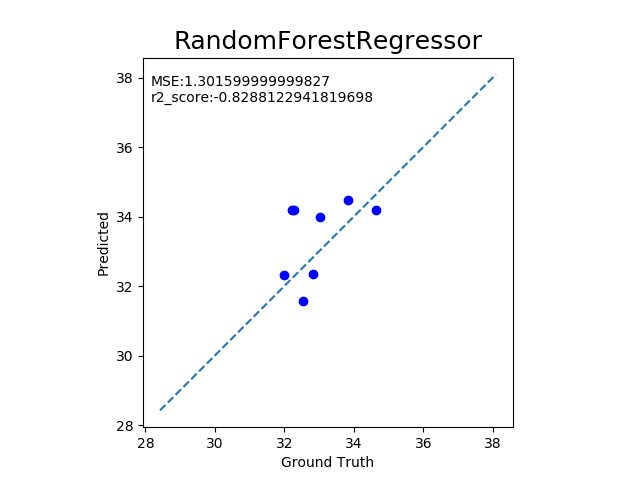 RandomForestRegressor
MSE:1.301599999999827
r2_score:-0.8288122941819698
38
36
34
32
30
28
Predicted
28 30 32 34 36 38
Ground Truth